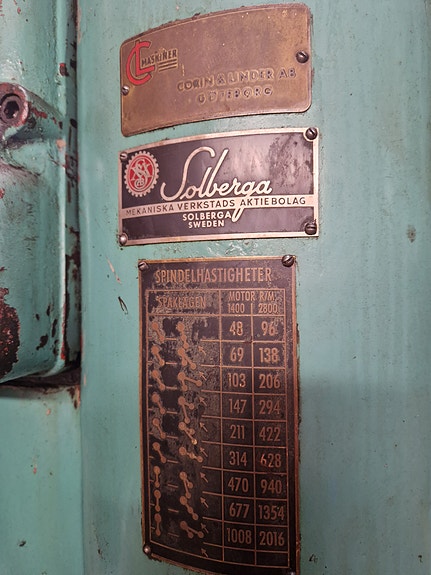 CL MASKINER
CORIN & LINDER AB
GÖTEBORG
Solberga
MEKANISKA VERKSTADS AKTIEBOLAG
SOLBERGA
SWEDEN
SPINDELHASTIGHETER
SPAKLÄGEN MOTOR R/M:
1400 2800
48 96
69 138
103 206
147 294
211 422
314 628
470 940
677 1354
1008 2016